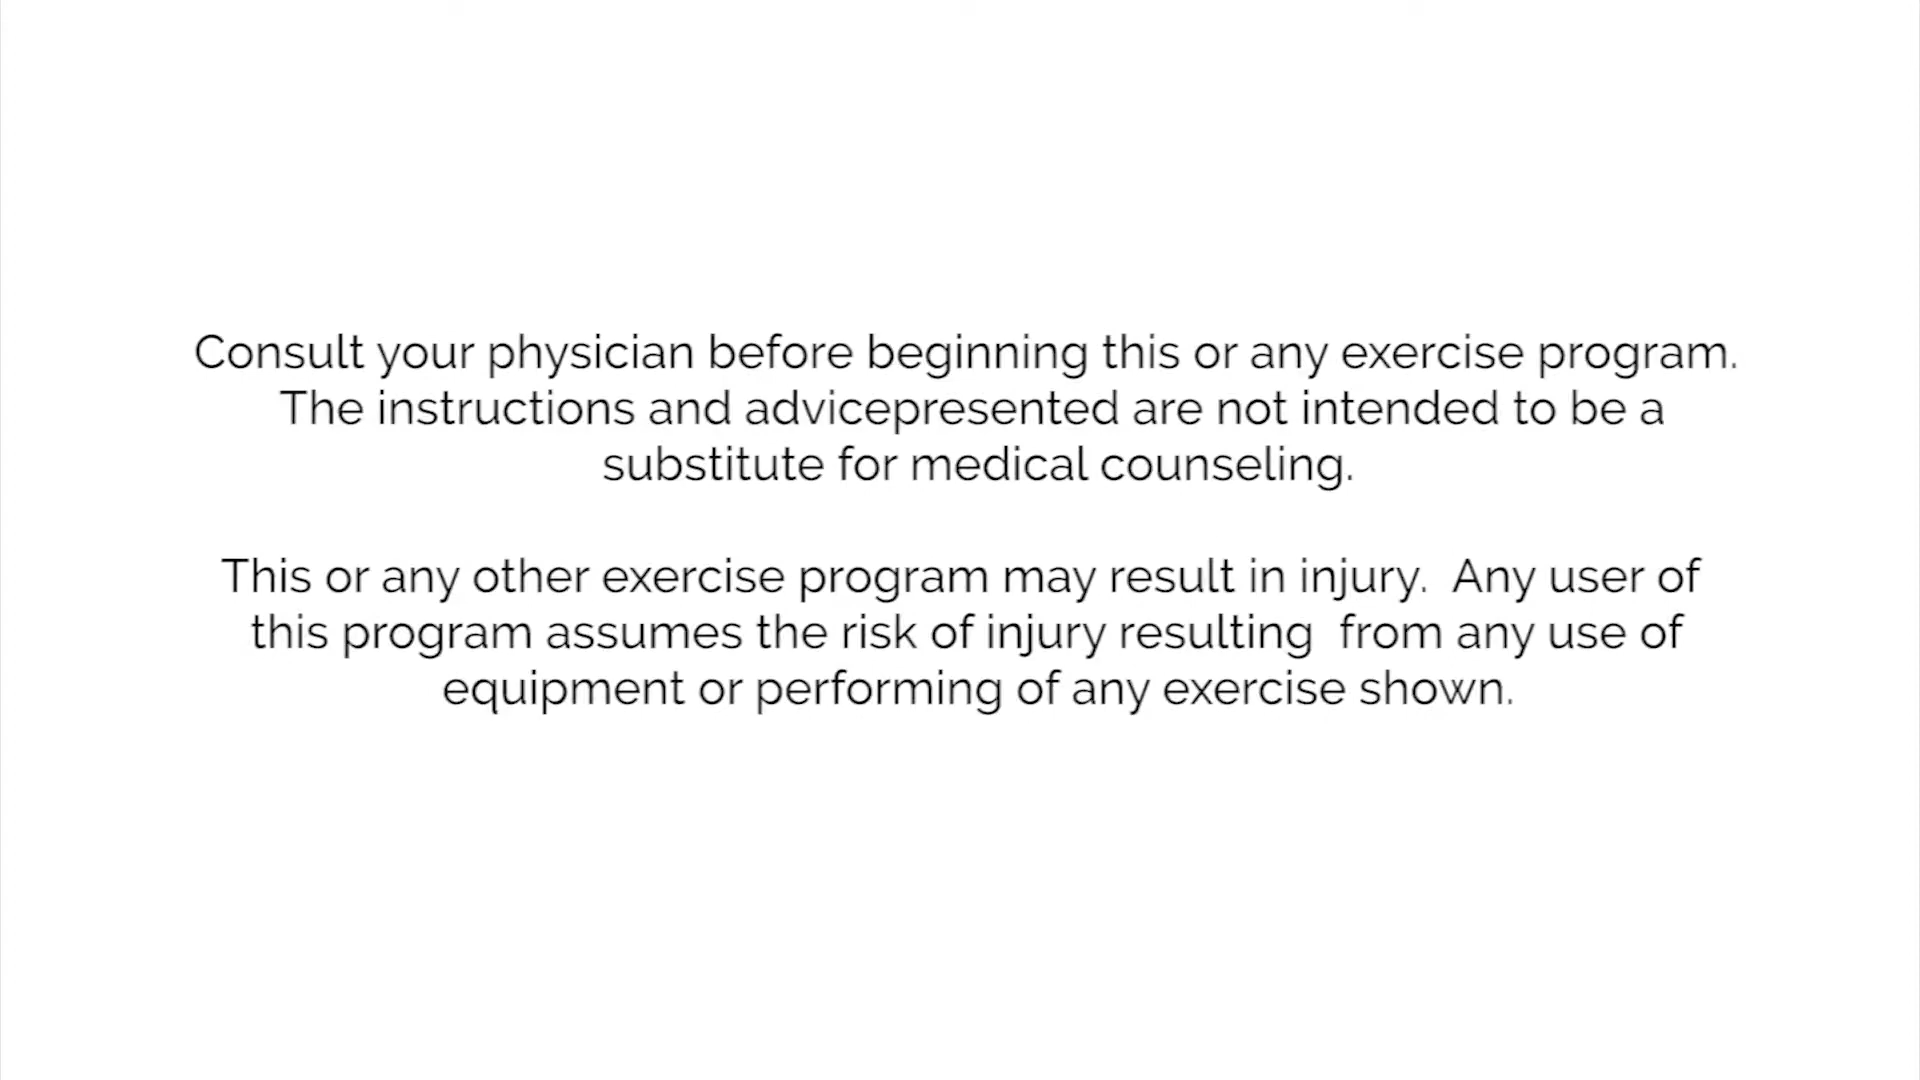 Consult your physician before beginning this or any exercise program.
The instructions and advicepresented are not intended to be a
substitute for medical counseling.
This or any other exercise program may result in injury.  Any user of
this program assumes the risk of injury resulting  from any use of
equipment or performing of any exercise shown.